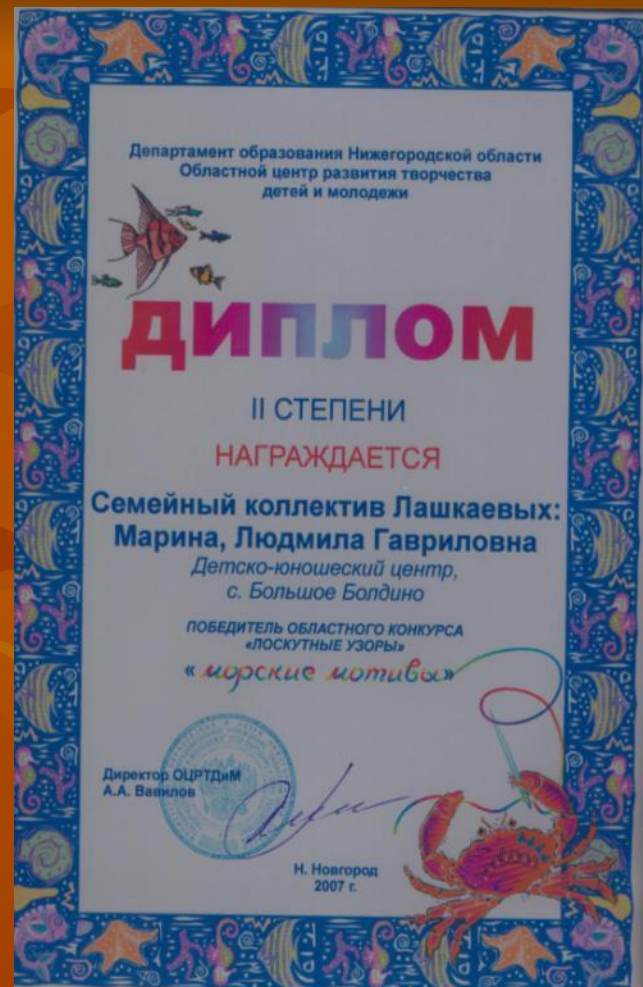 Департамент образования Нижегородской области
Областной центр развития творчества
детей и молодежи
ДИПЛОМ
II СТЕПЕНИ
НАГРАЖДАЕТСЯ
Семейный коллектив Лашкаевых:
Марина, Людмила Гавриловна
Детско-юношеский центр,
с. Большое Болдино
ПОБЕДИТЕЛЬ ОБЛАСТНОГО КОНКУРСА
«ЛОСКУТНЫЕ УЗОРЫ»
«морские мотивы»
Директор ОЦРТДиМ
А.А. Вавилов
Н. Новгород
2007 г.